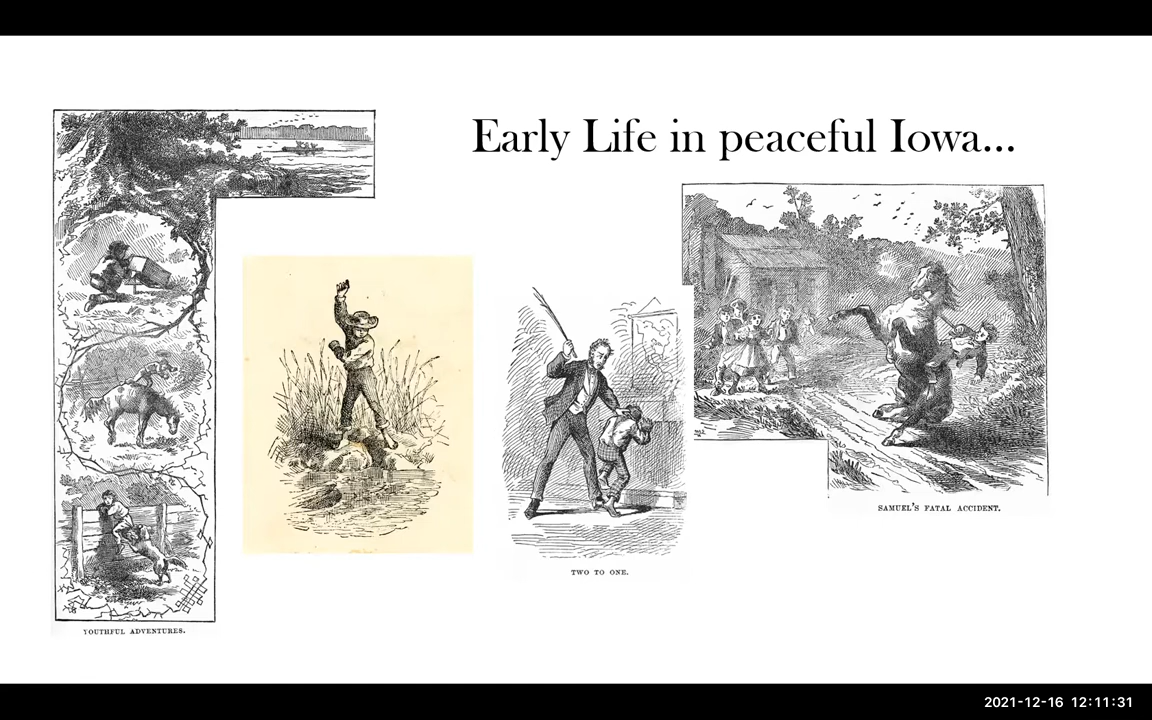 Early Life in peaceful Iowa...
SAMUEL'S FATAL ACCIDENT.
TWO TO ONE.
YOUTHFUL ADVENTURES.
2021-12-16 12:11:31